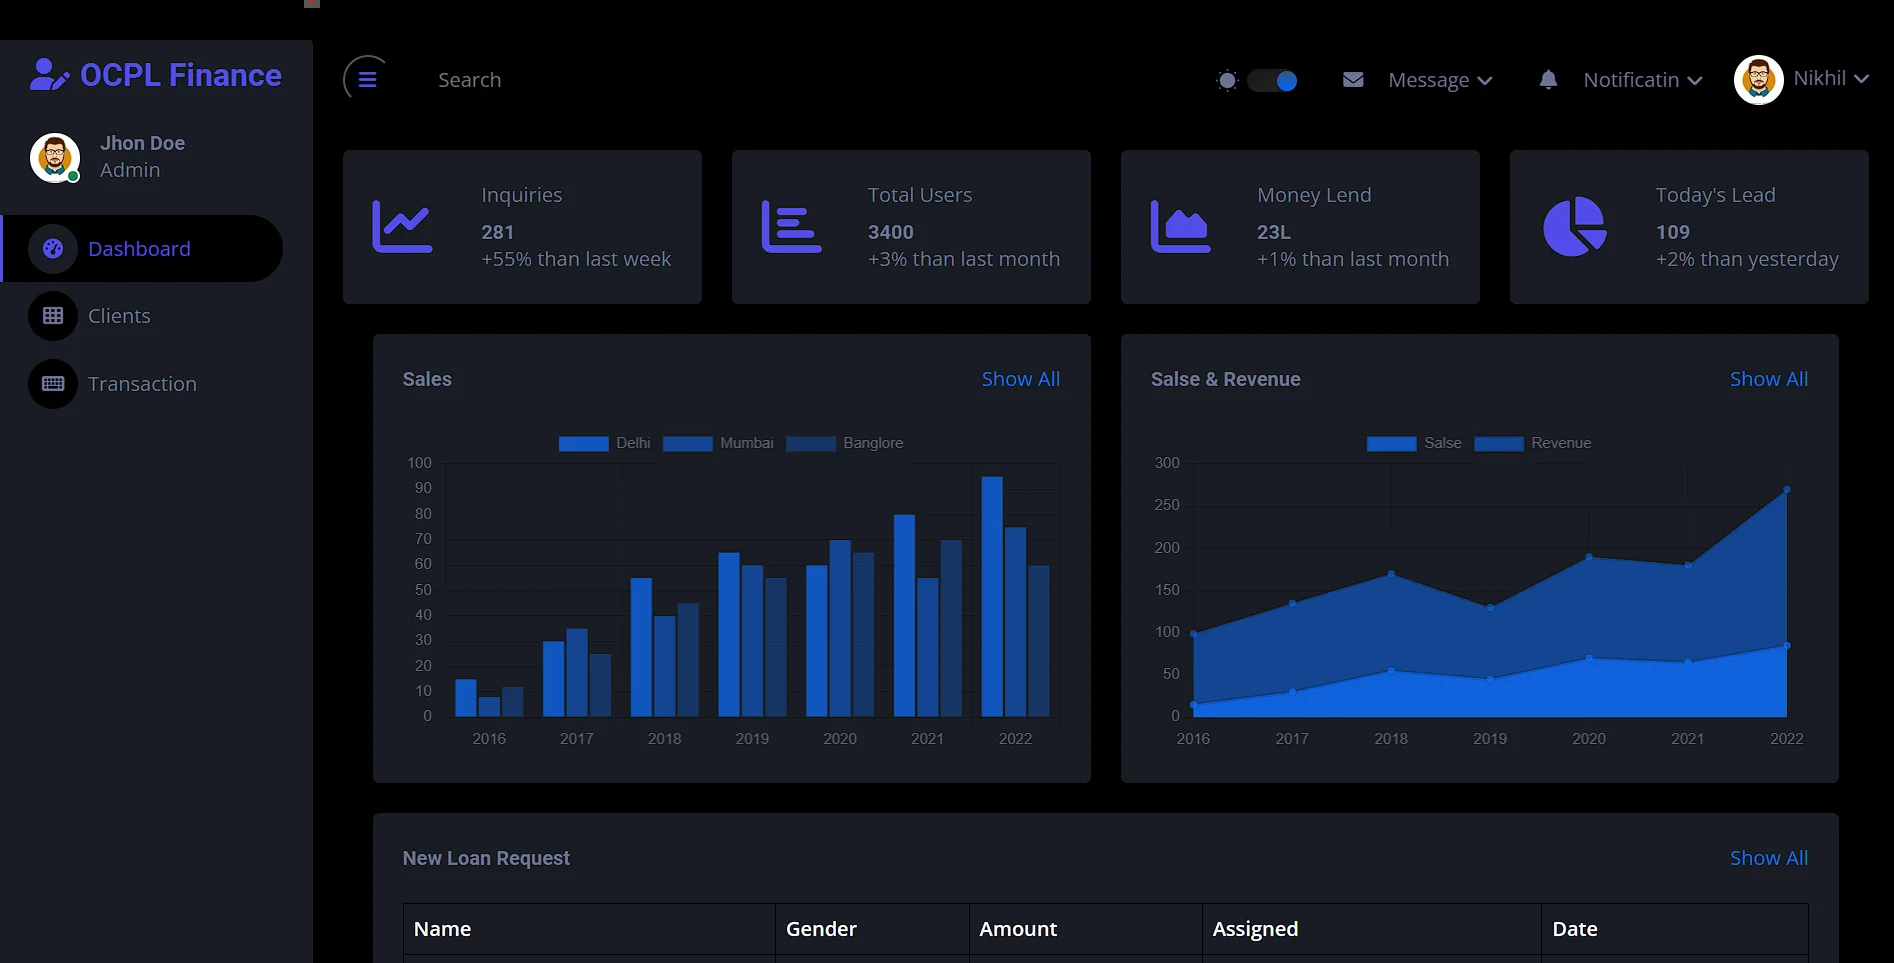 OCPL Finance
Jhon Doe
Admin
Dashboard
Clients
Transaction
Search
Message
Notificatin
Nikhil
Inquiries
281
+55% than last week
Total Users
3400
+3% than last month
Money Lend
23L
+1% than last month
Today's Lead
109
+2% than yesterday
Sales
Show All
Delhi Mumbai Banglore
100
90
80
70
60
50
40
30
20
10
0
2016 2017 2018 2019 2020 2021 2022
Salse & Revenue
Show All
Salse Revenue
300
250
200
150
100
50
0
2016 2017 2018 2019 2020 2021 2022
New Loan Request
Show All
Name Gender Amount Assigned Date